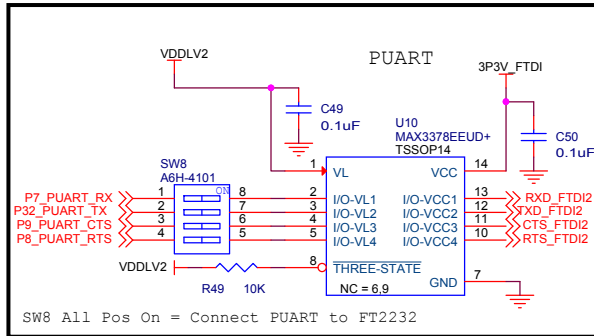 PUART
VDDLV2
3P3V_FTDI
C49
0.1uF
U10
MAX3378EEUD+
TSSOP14
C50
0.1uF
SW8
A6H-4101
ON
1
VL
VCC
14
P7_PUART_RX
1
8
2
I/O-VL1
I/O-VCC1
13
RXD_FTDI2
P32_PUART_TX
2
7
3
I/O-VL2
I/O-VCC2
12
TXD_FTDI2
P9_PUART_CTS
3
6
4
I/O-VL3
I/O-VCC3
11
CTS_FTDI2
P8_PUART_RTS
4
5
5
I/O-VL4
I/O-VCC4
10
RTS_FTDI2
VDDLV2
R49
10K
8
THREE-STATE
GND
7
NC = 6,9
SW8 All Pos On = Connect PUART to FT2232